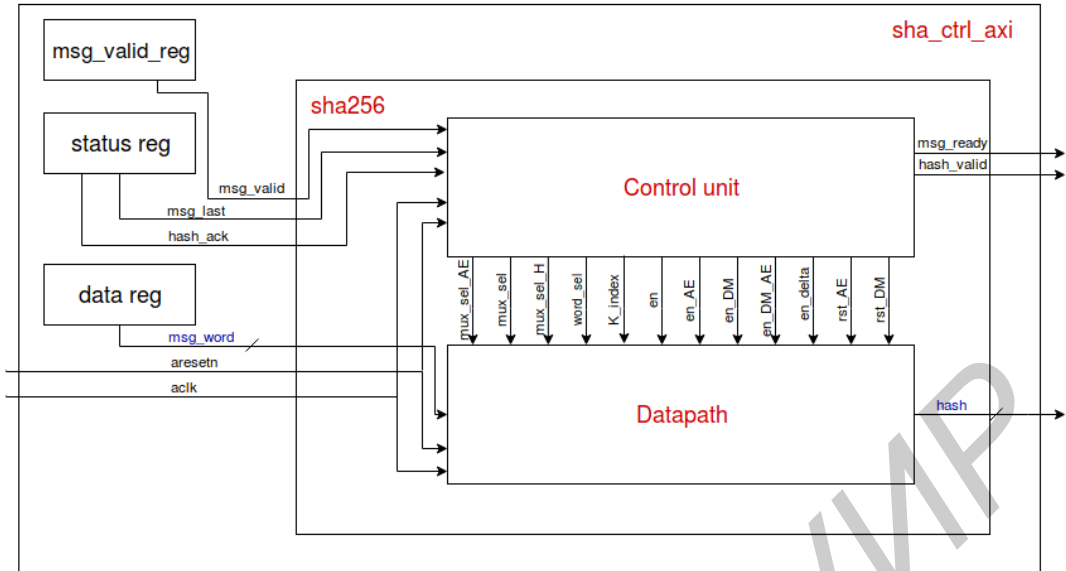 sha_ctrl_axi
msg_valid_reg
sha256
status reg
msg_ready
hash_valid
Control unit
msg_valid
msg_last
hash_ack
data reg
mux_sel_AE
mux_sel
mux_sel_H
word_sel
K_index
en
en_AE
en_DM
en_DM_AE
en_delta
rst_AE
rst_DM
msg_word
aresetn
aclk
hash
Datapath
УИР